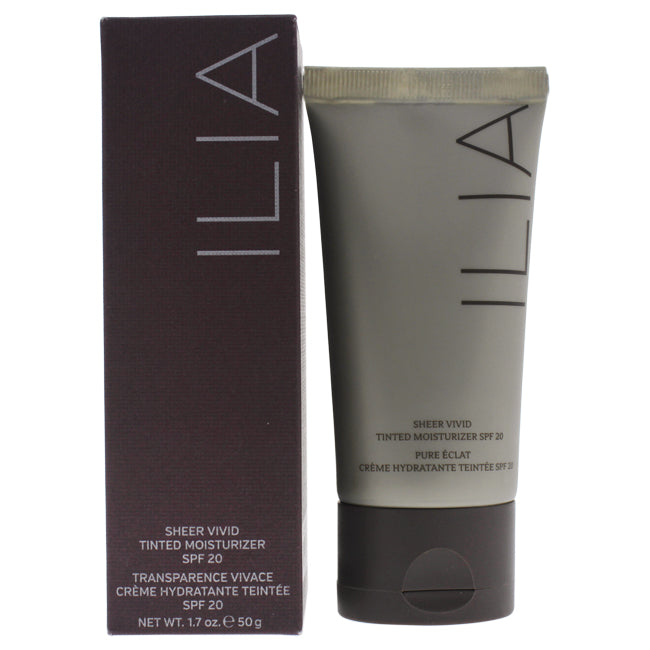 ILIA
SHEER VIVID
TINTED MOISTURIZER
SPF 20
TRANSPARENCE VIVACE
CRÈME HYDRATANTE TEINTÉE
SPF 20
NET WT. 1.7 oz. ℮ 50 g
ILIA
SHEER VIVID
TINTED MOISTURIZER SPF 20
PURE ÉCLAT
CRÈME HYDRATANTE TEINTÉE SPF 20